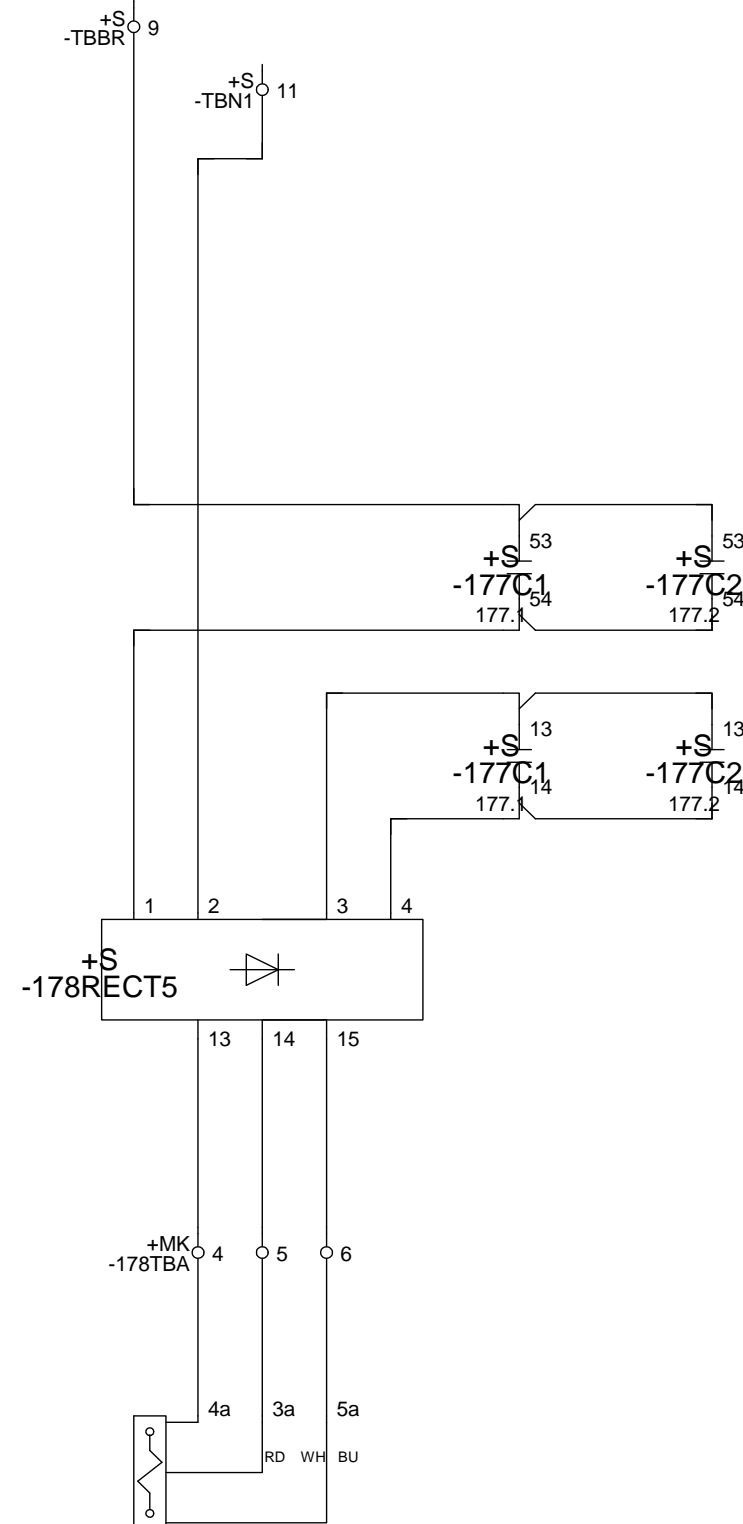 +S
-TBBR 9
+S
-TBN1 11
53 53
+S +S
-177C1 -177C2
54 54
177.1 177.2
13 13
+S +S
-177C1 -177C2
14 14
177.1 177.2
1 2 3 4
+S
-178RECT5
13 14 15
+MK
-178TBA 4 5 6
4a 3a 5a
RD WH BU